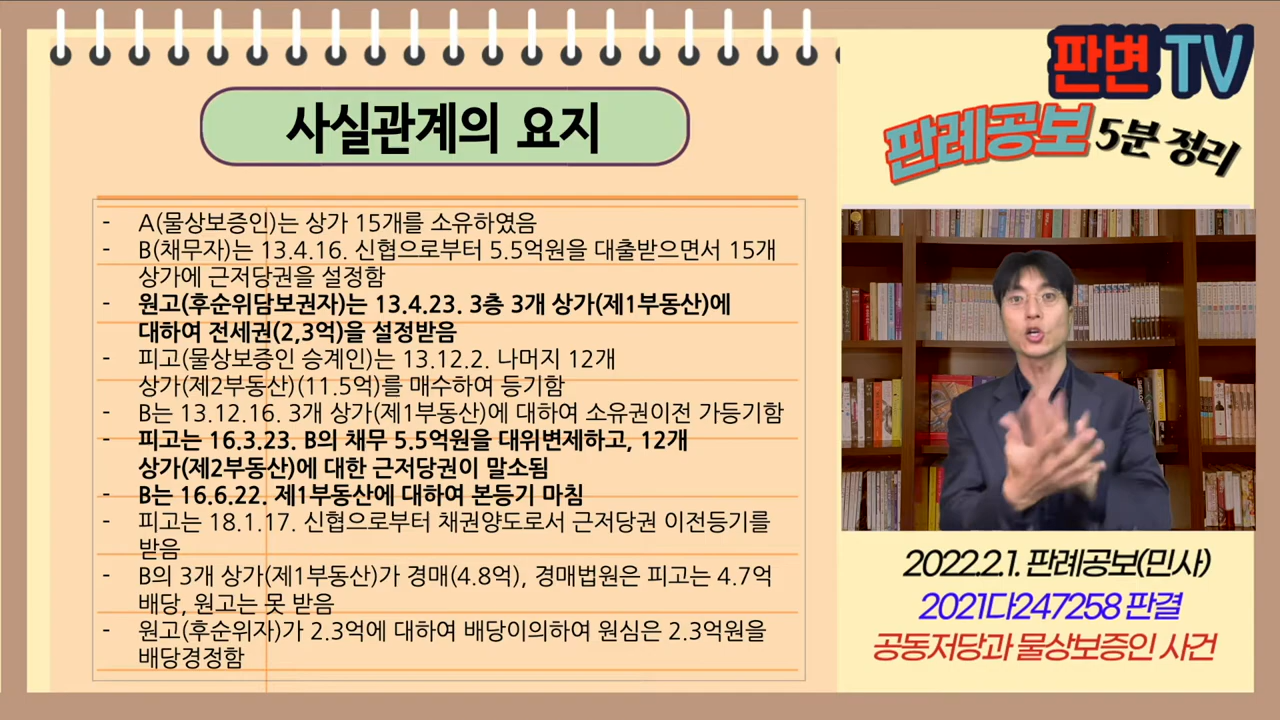 판변 TV
판례공보 5분 정리
사실관계의 요지
- A(물상보증인)는 상가 15개를 소유하였음
- B(채무자)는 13.4.16. 신협으로부터 5.5억원을 대출받으면서 15개
상가에 근저당권을 설정함
- 원고(후순위담보권자)는 13.4.23. 3층 3개 상가(제1부동산)에
대하여 전세권(2,3억)을 설정받음
- 피고(물상보증인 승계인)는 13.12.2. 나머지 12개
상가(제2부동산)(11.5억)를 매수하여 등기함
- B는 13.12.16. 3개 상가(제1부동산)에 대하여 소유권이전 가등기함
- 피고는 16.3.23. B의 채무 5.5억원을 대위변제하고, 12개
상가(제2부동산)에 대한 근저당권이 말소됨
- B는 16.6.22. 제1부동산에 대하여 본등기 마침
- 피고는 18.1.17. 신협으로부터 채권양도로서 근저당권 이전등기를
받음
- B의 3개 상가(제1부동산)가 경매(4.8억), 경매법원은 피고는 4.7억
배당, 원고는 못 받음
- 원고(후순위자)가 2.3억에 대하여 배당이의하여 원심은 2.3억원을
배당경정함
2022.2.1. 판례공보(민사)
2021다247258 판결
공동저당과 물상보증인 사건